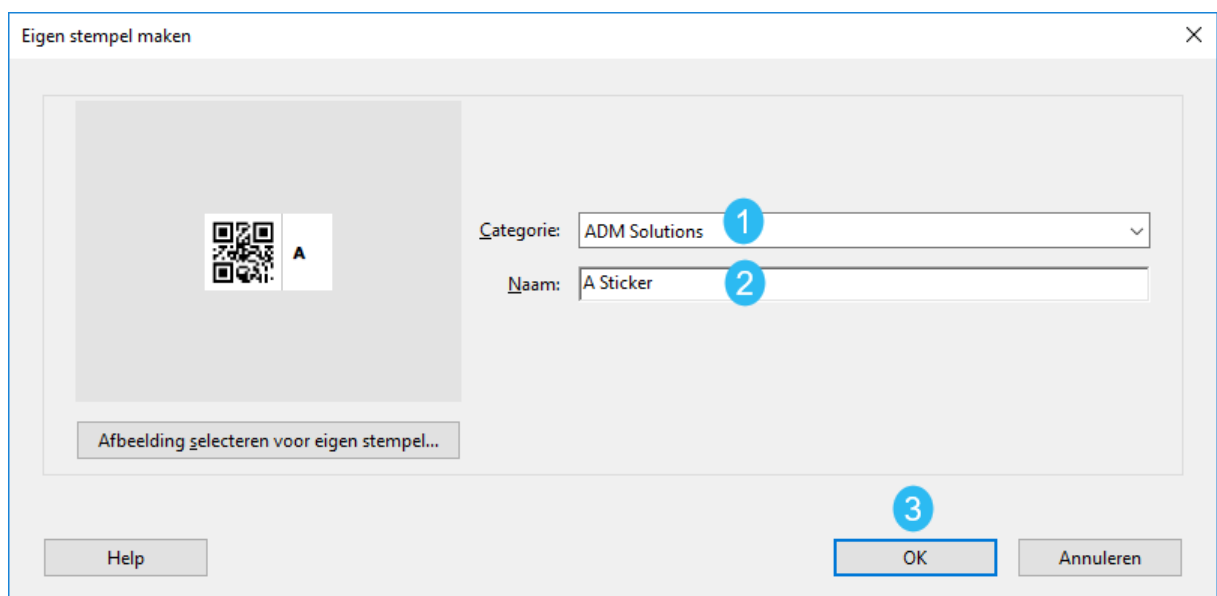 Eigen stempel maken
A
Categorie: ADM Solutions 1
Naam: A Sticker 2
Afbeelding selecteren voor eigen stempel...
3
Help OK Annuleren